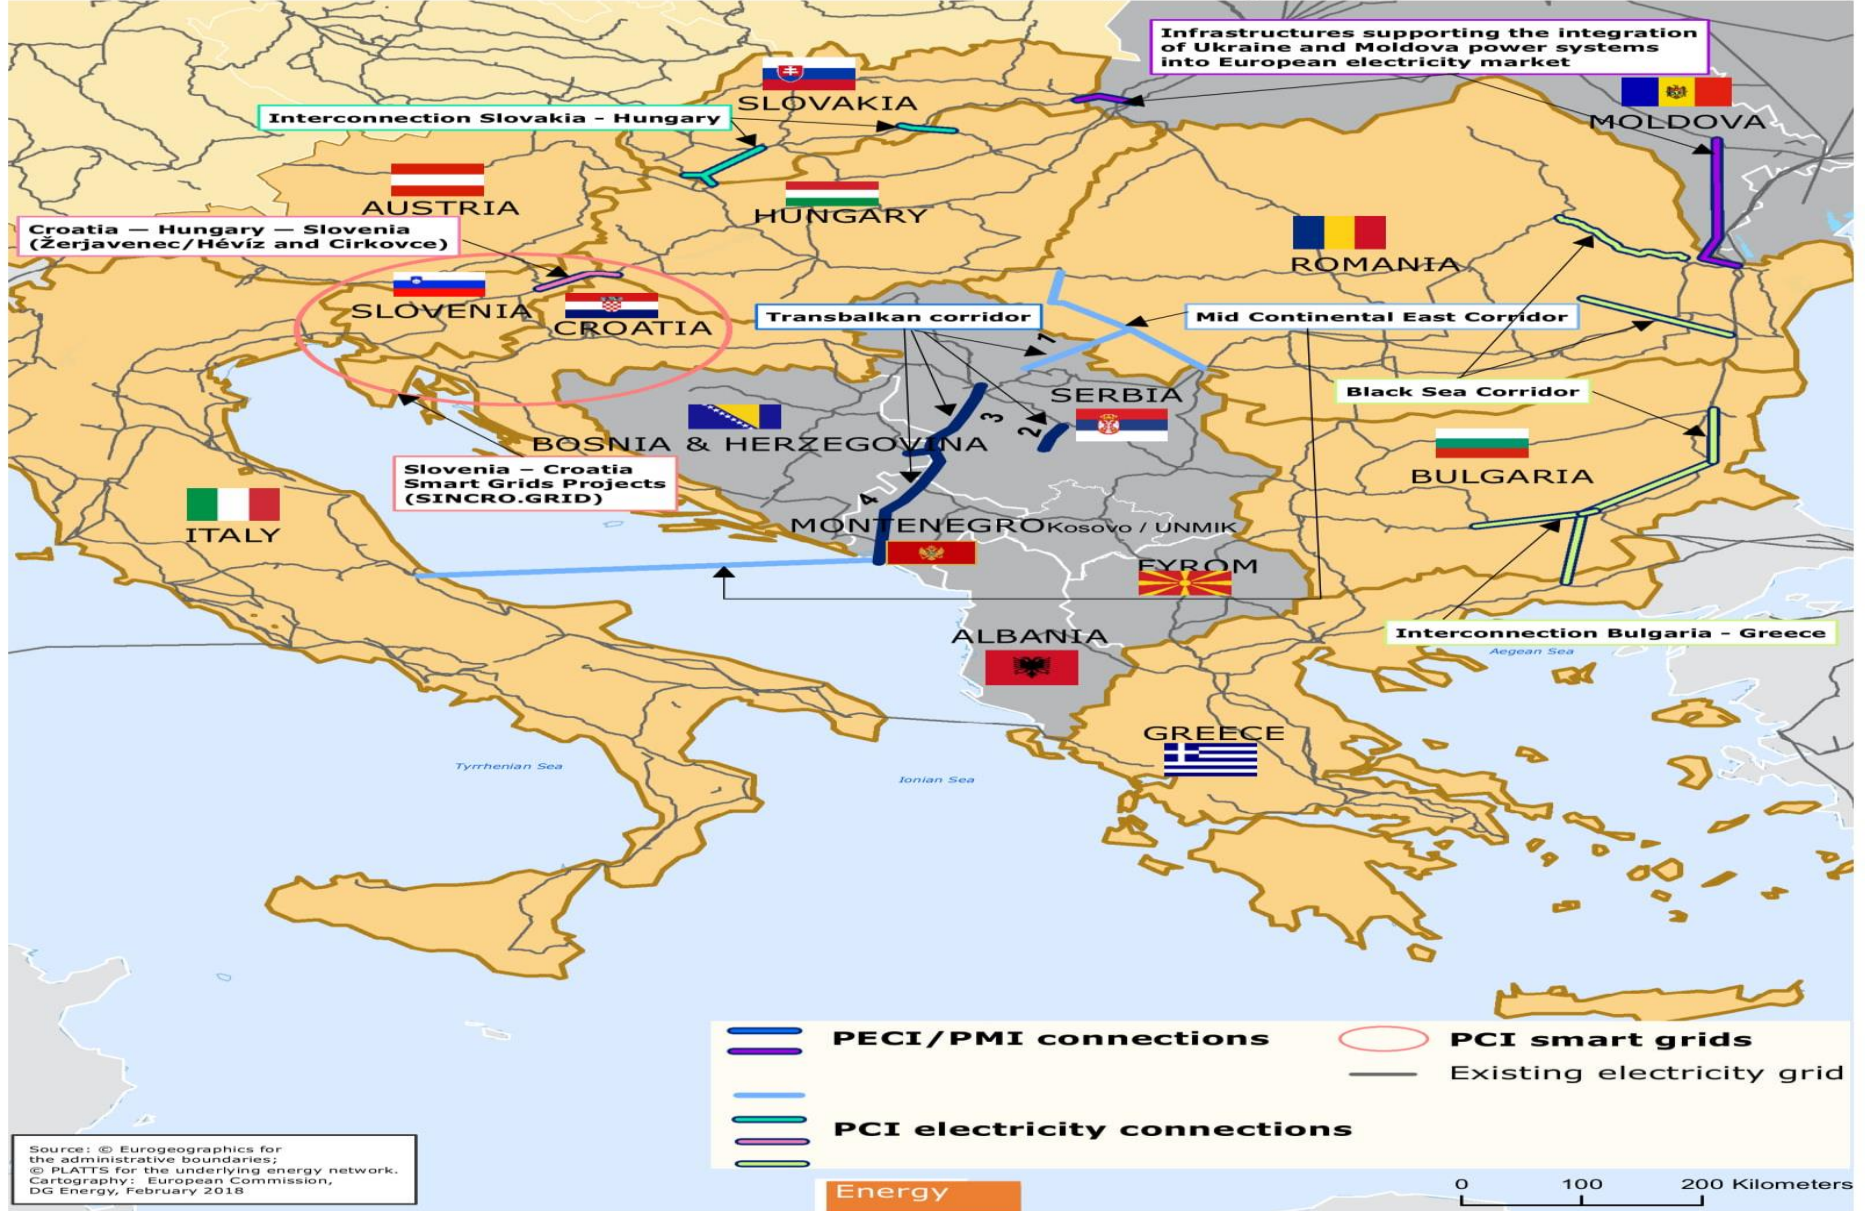 Infrastructures supporting the integration
of Ukraine and Moldova power systems
into European electricity market
SLOVAKIA
MOLDOVA
Interconnection Slovakia - Hungary
AUSTRIA
HUNGARY
Croatia — Hungary — Slovenia
(Žerjavenec/Hévíz and Cirkovce)
ROMANIA
SLOVENIA
CROATIA
Transbalkan corridor
Mid Continental East Corridor
1
SERBIA
Black Sea Corridor
3
2
BOSNIA & HERZEGOVINA
BULGARIA
Slovenia – Croatia
Smart Grids Projects
(SINCRO.GRID)
4
ITALY
MONTENEGRO
Kosovo / UNMIK
FYROM
ALBANIA
Interconnection Bulgaria - Greece
Aegean Sea
GREECE
Tyrrhenian Sea
Ionian Sea
PECI/PMI connections
PCI smart grids
Existing electricity grid
PCI electricity connections
Source: © Eurogeographics for
the administrative boundaries;
© PLATTS for the underlying energy network.
Cartography: European Commission,
DG Energy, February 2018
Energy
0 100 200 Kilometers